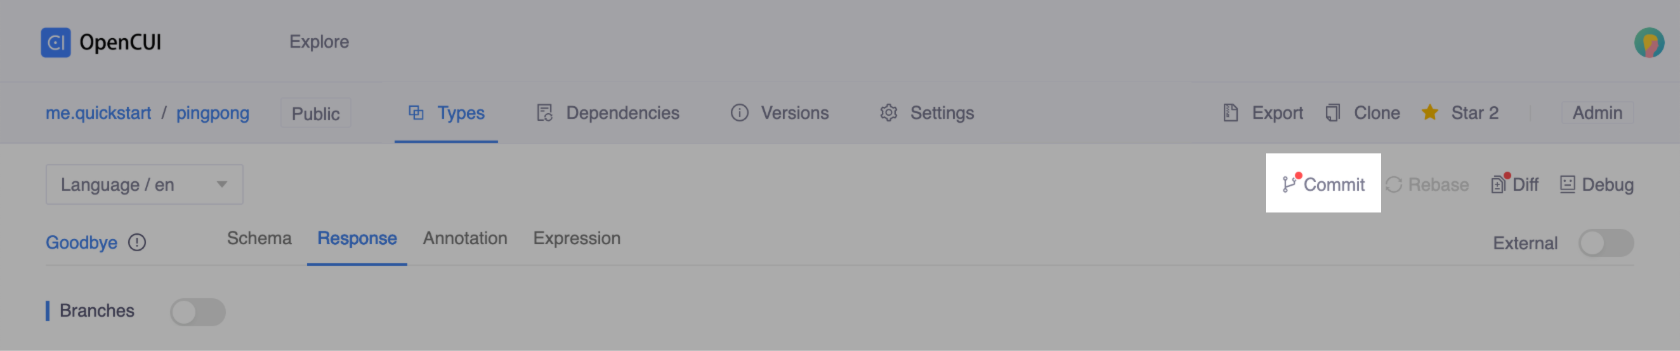 CI OpenCUI Explore
me.quickstart / pingpong Public Types Dependencies Versions Settings Export Clone Star 2 Admin
Language / en Commit Rebase Diff Debug
Goodbye Schema Response Annotation Expression External
Branches